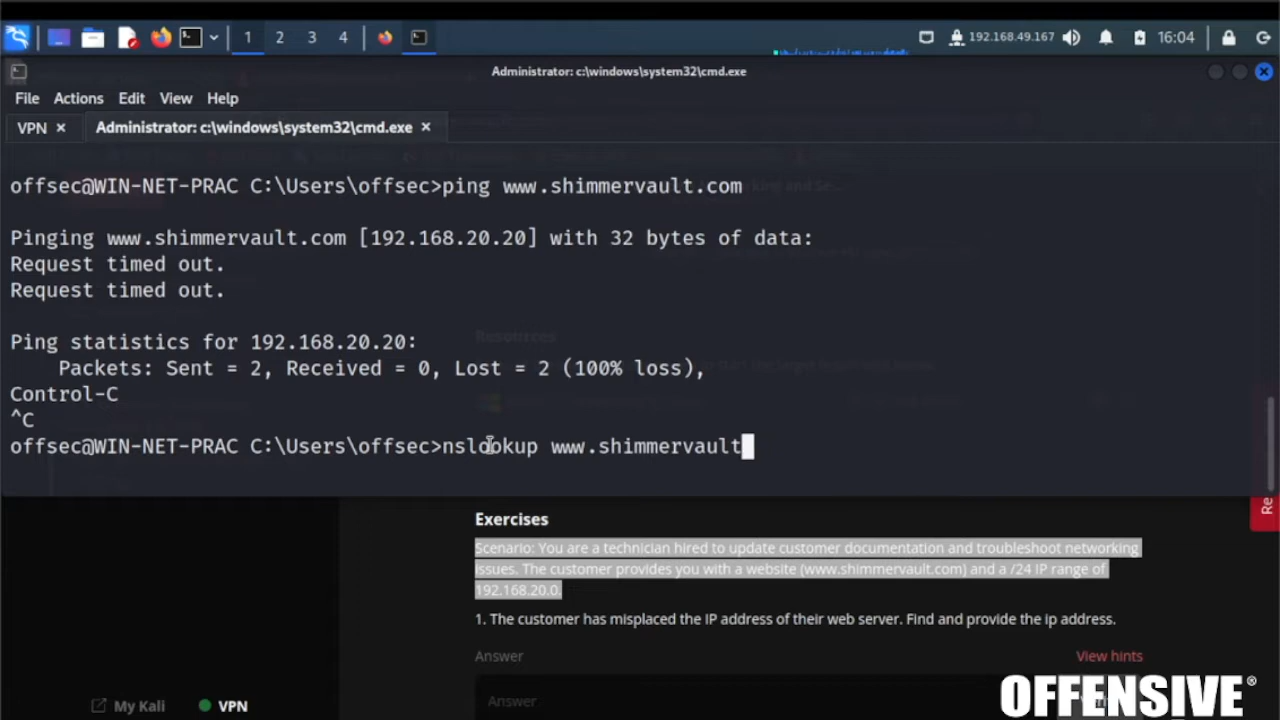 1 2 3 4 192.168.49.167 16:04
Administrator: c:\windows\system32\cmd.exe
File Actions Edit View Help
VPN × Administrator: c:\windows\system32\cmd.exe ×
offsec@WIN-NET-PRAC C:\Users\offsec>ping www.shimmervault.com
Pinging www.shimmervault.com [192.168.20.20] with 32 bytes of data:
Request timed out.
Request timed out.
Ping statistics for 192.168.20.20:
Packets: Sent = 2, Received = 0, Lost = 2 (100% loss),
Control-C
^C
offsec@WIN-NET-PRAC C:\Users\offsec>nslookup www.shimmervault
Resources
Exercises
Scenario: You are a technician hired to update customer documentation and troubleshoot networking
issues. The customer provides you with a website (www.shimmervault.com) and a /24 IP range of
192.168.20.0.
1. The customer has misplaced the IP address of their web server. Find and provide the ip address.
Answer View hints
Answer
My Kali VPN
OFFENSIVE®